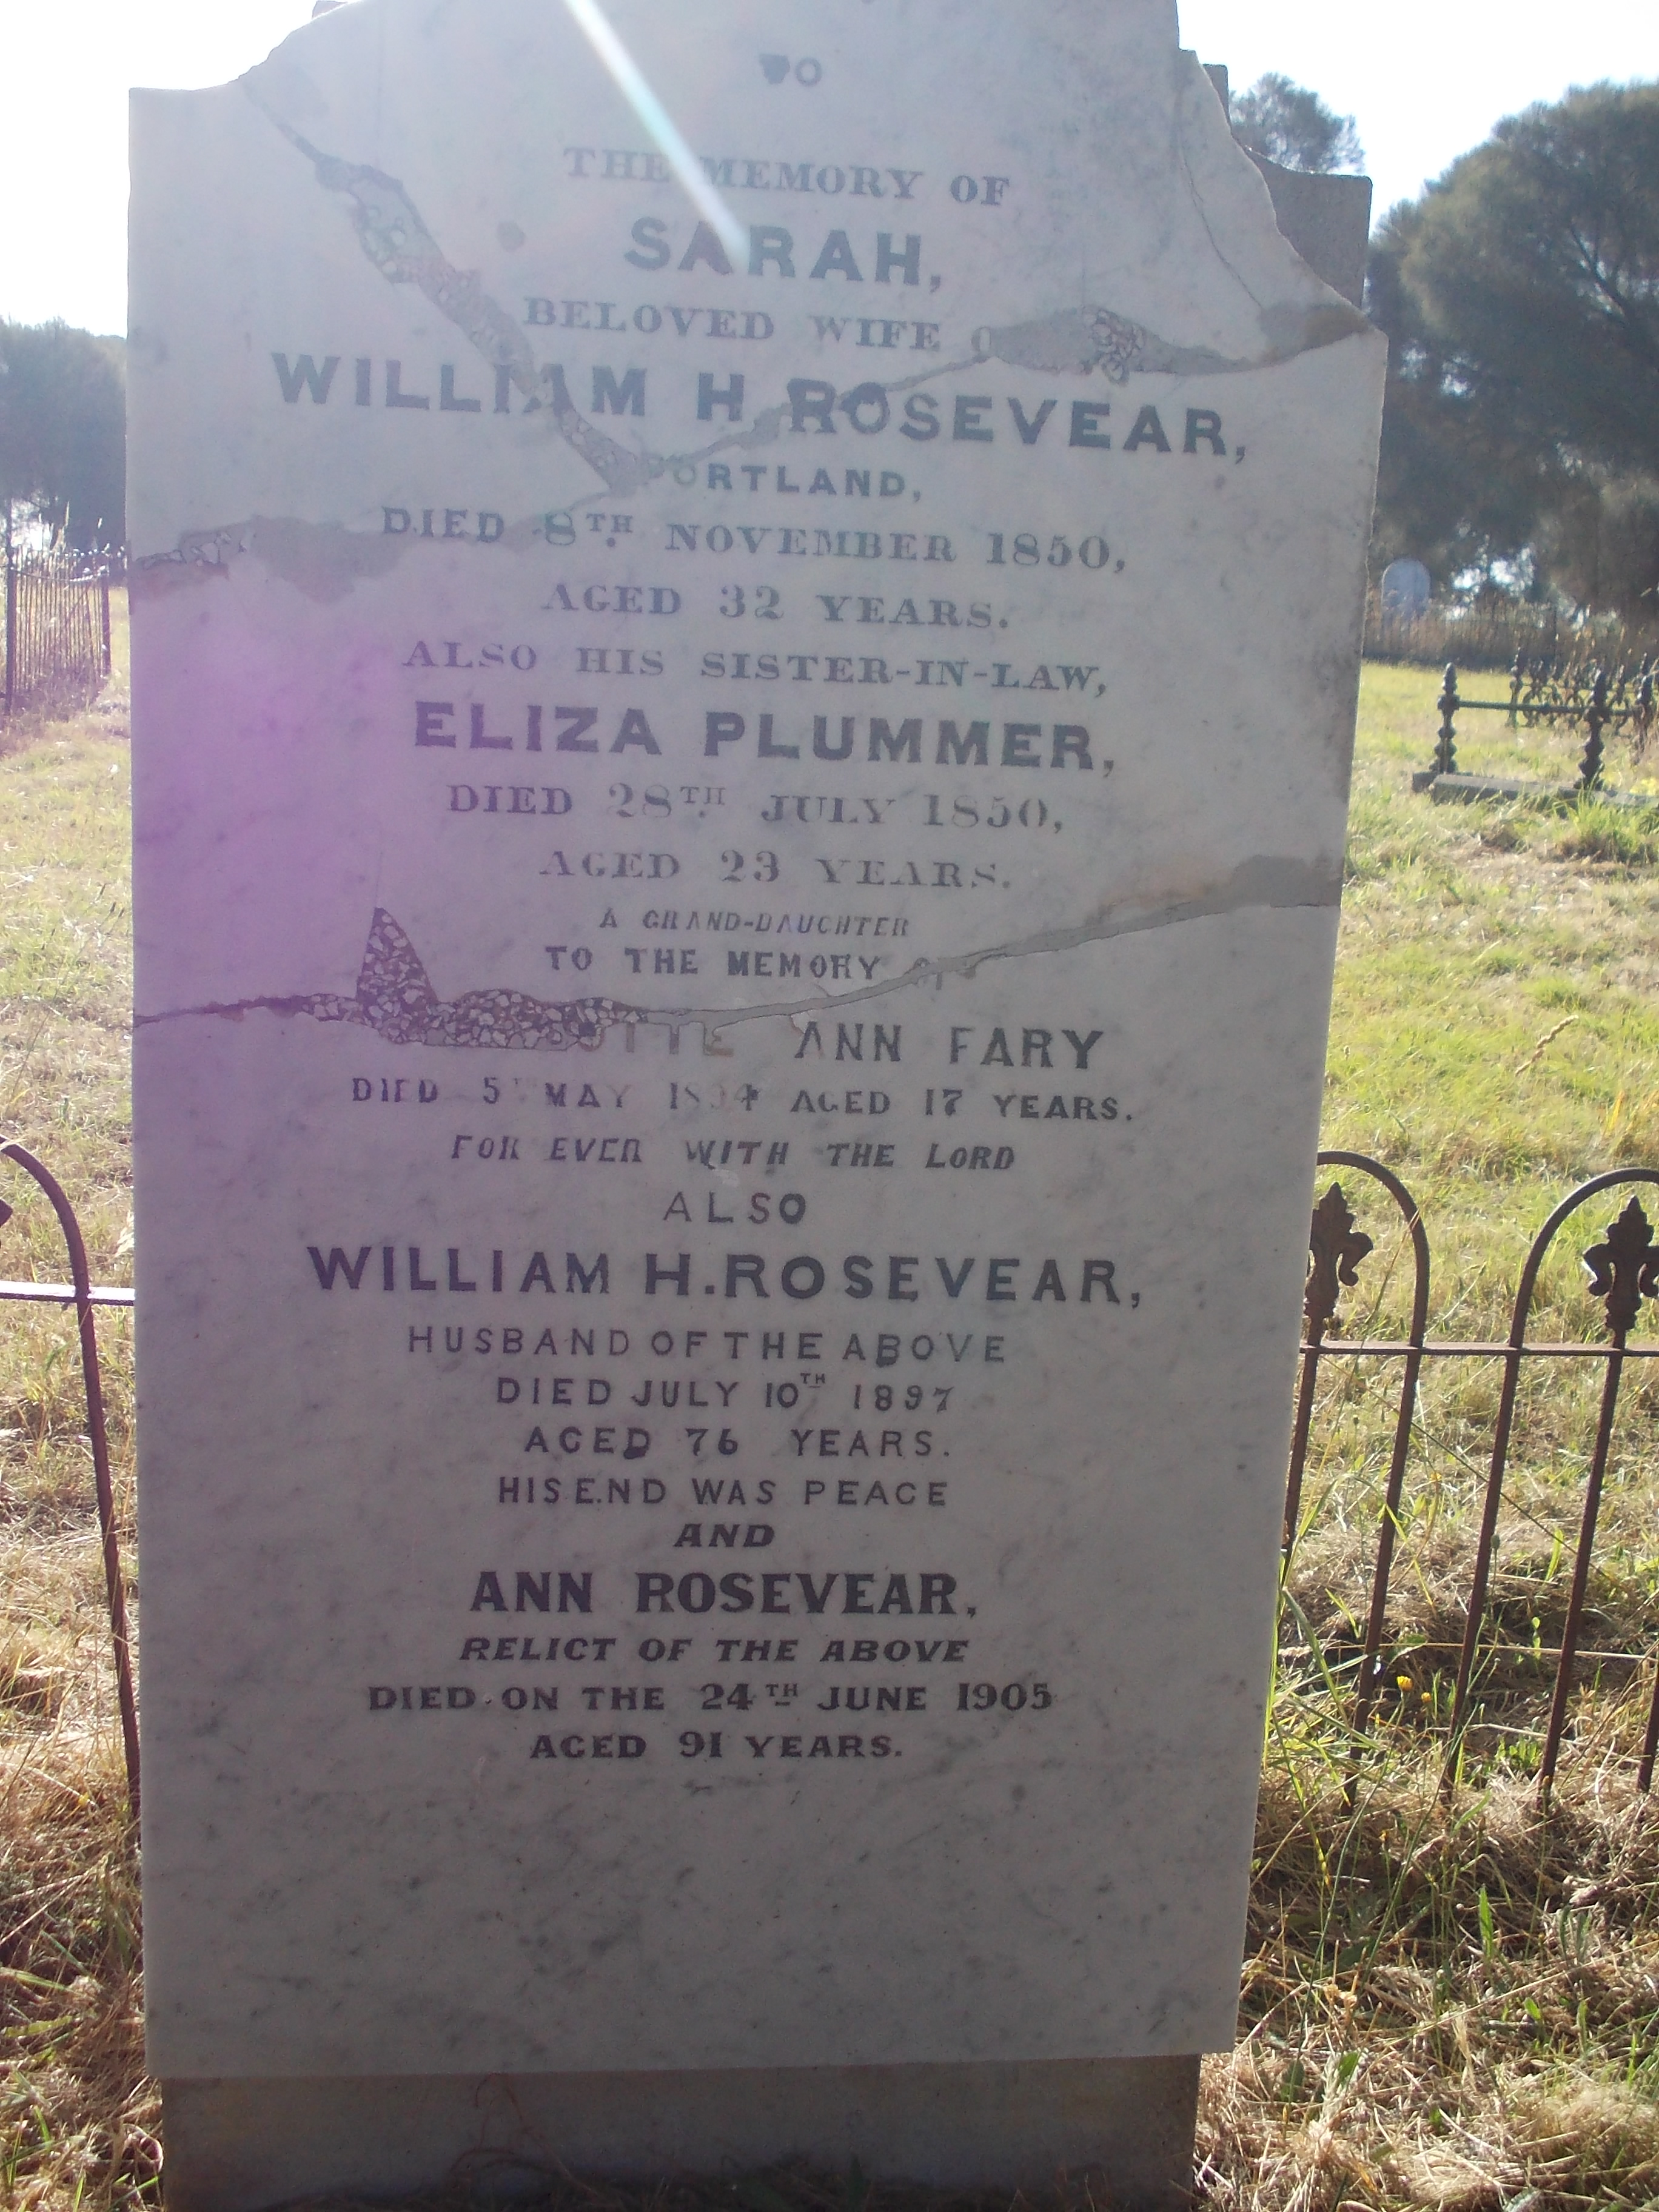 TO
THE MEMORY OF
SARAH,
BELOVED WIFE
WILLIAM H. ROSEVEAR,
PORTLAND,
DIED 8TH NOVEMBER 1850,
AGED 32 YEARS.
ALSO HIS SISTER-IN-LAW,
ELIZA PLUMMER,
DIED 28TH JULY 1850,
AGED 23 YEARS.
A GRAND-DAUGHTER
TO THE MEMORY OF
ANN FARY
DIED 5TH MAY AGED 17 YEARS.
FOR EVER WITH THE LORD
ALSO
WILLIAM H. ROSEVEAR,
HUSBAND OF THE ABOVE
DIED JULY 10TH 1897
AGED 76 YEARS.
HIS END WAS PEACE
AND
ANN ROSEVEAR,
RELICT OF THE ABOVE
DIED ON THE 24TH JUNE 1905
AGED 91 YEARS.